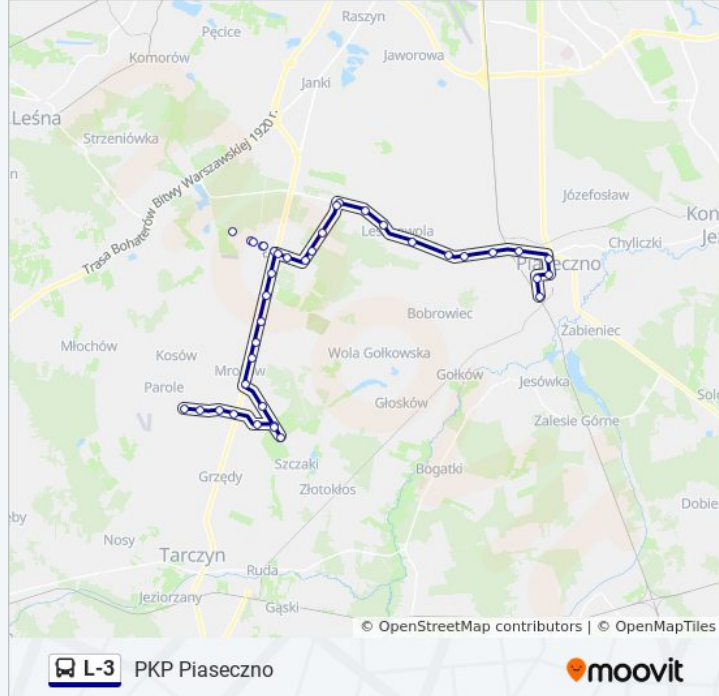 Raszyn
Pęcice
Komorów
Jaworowa
Janki
Leśna
Strzeniówka
Trasa Bohaterów Bitwy Warszawskiej 1920 r.
Józefosław
Kon
Je
Chyliczki
Piaseczno
Bobrowiec
Żabieniec
Młochów
Kosów
Wola Gołkowska
Gołków
Jesówka
Parole
Głosków
Sole
Zalesie Górne
Szczaki
Bogatki
Grzędy
Złotokłos
Dobie
eby
Nosy
Tarczyn
Ruda
Jeziorzany
Gąski
© OpenStreetMap contributors | © OpenMapTiles
L-3 PKP Piaseczno
moovit